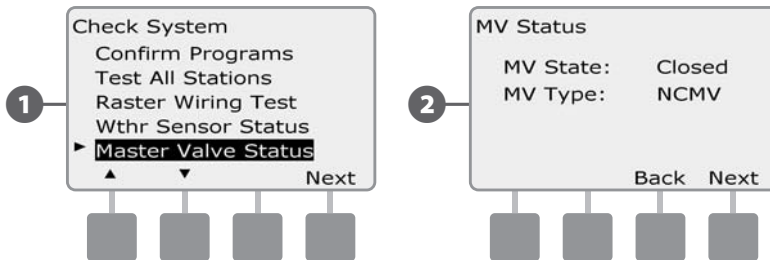 1
Check System
Confirm Programs
Test All Stations
Raster Wiring Test
Wthr Sensor Status
► Master Valve Status
▲ ▼ Next
2
MV Status
MV State: Closed
MV Type: NCMV
Back Next